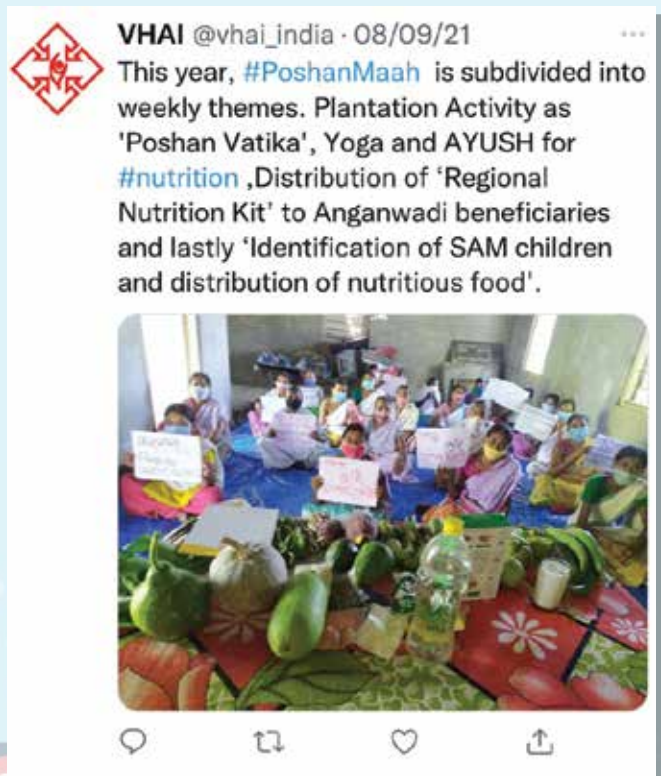 VHAI @vhai_india · 08/09/21
This year, #PoshanMaah is subdivided into
weekly themes. Plantation Activity as
'Poshan Vatika', Yoga and AYUSH for
#nutrition ,Distribution of ‘Regional
Nutrition Kit’ to Anganwadi beneficiaries
and lastly ‘Identification of SAM children
and distribution of nutritious food'.